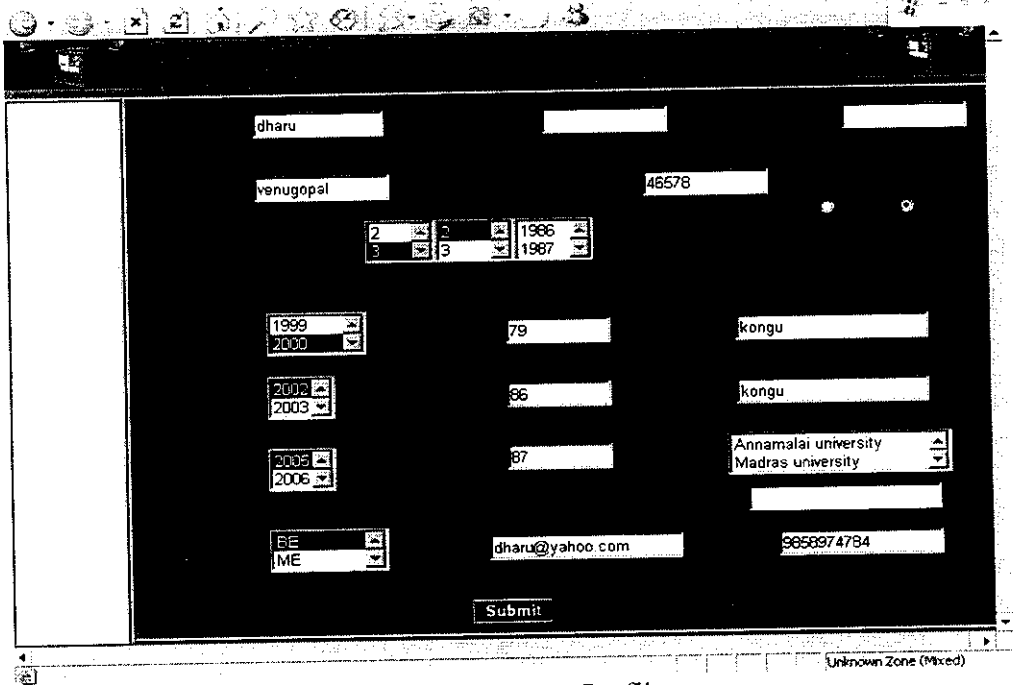 dharu
venugopal
46578
2 2 1986
3 3 1987
1999
2000
79
kongu
2002
2003
86
kongu
2005
2006
87
Annamalai university
Madras university
BE
ME
dharu@yahoo.com
9858974784
Submit
Unknown Zone (Mixed)